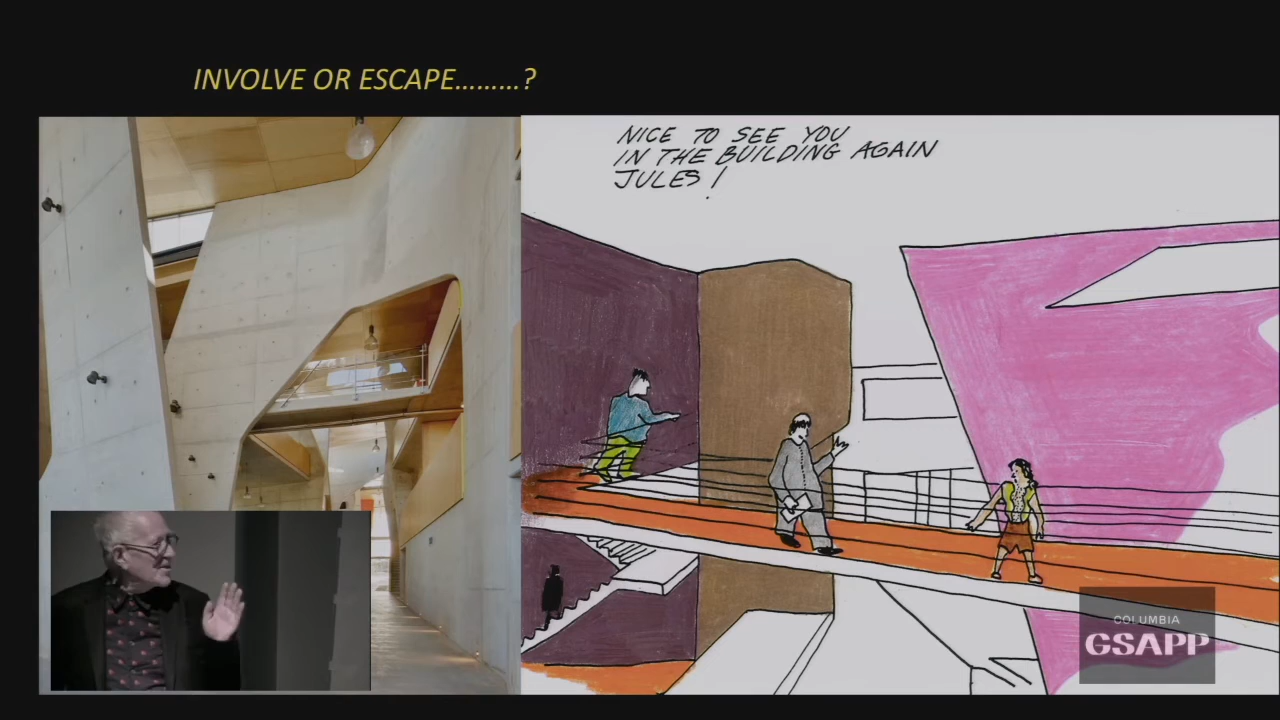 INVOLVE OR ESCAPE.........?
NICE TO SEE YOU
IN THE BUILDING AGAIN
JULES!
COLUMBIA
GSAPP